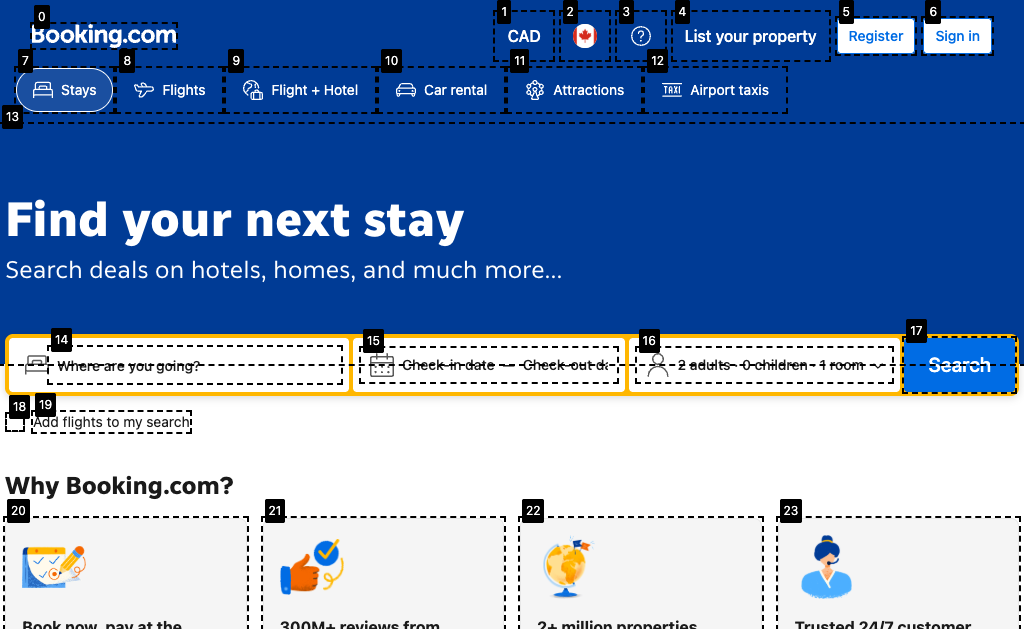 0
1
2
3
4
5
6
Booking.com
CAD
List your property
Register
Sign in
7
8
9
10
11
12
Stays
Flights
Flight + Hotel
Car rental
Attractions
Airport taxis
13
Find your next stay
Search deals on hotels, homes, and much more...
14
15
16
17
Where are you going?
Check-in date — Check-out da
2 adults · 0 children · 1 room
Search
18
19
Add flights to my search
Why Booking.com?
20
21
22
23
Book now, pay at the
300M+ reviews from
2+ million properties
Trusted 24/7 customer